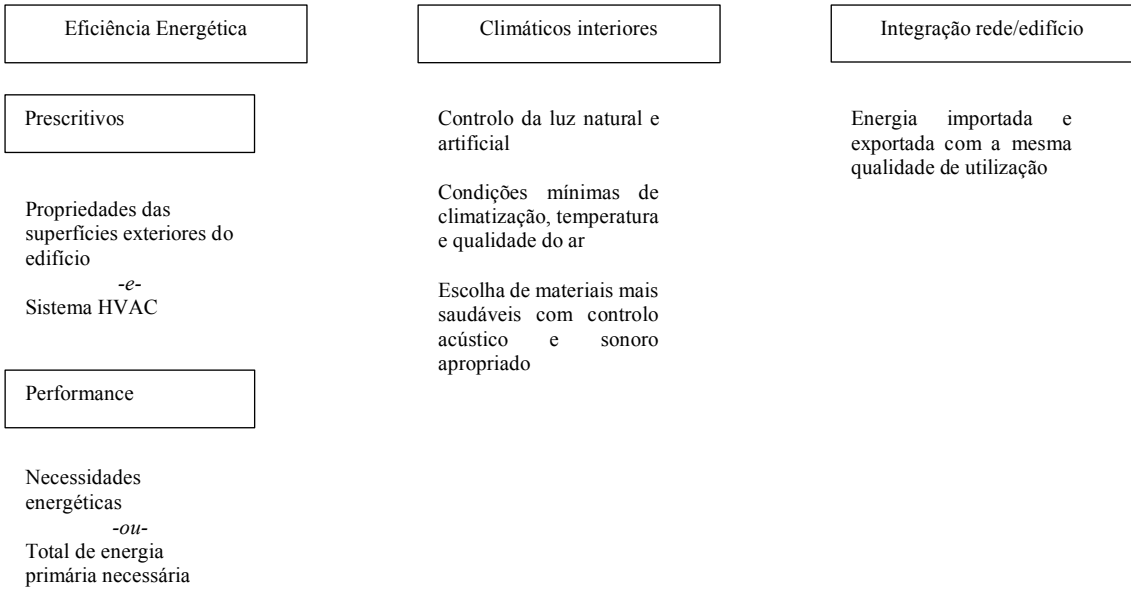 Eficiência Energética
Prescritivos
Propriedades das
superfícies exteriores do
edifício
-e-
Sistema HVAC
Performance
Necessidades
energéticas
-ou-
Total de energia
primária necessária
Climáticos interiores
Controlo da luz natural e
artificial
Condições mínimas de
climatização, temperatura
e qualidade do ar
Escolha de materiais mais
saudáveis com controlo
acústico e sonoro
apropriado
Integração rede/edifício
Energia importada e
exportada com a mesma
qualidade de utilização